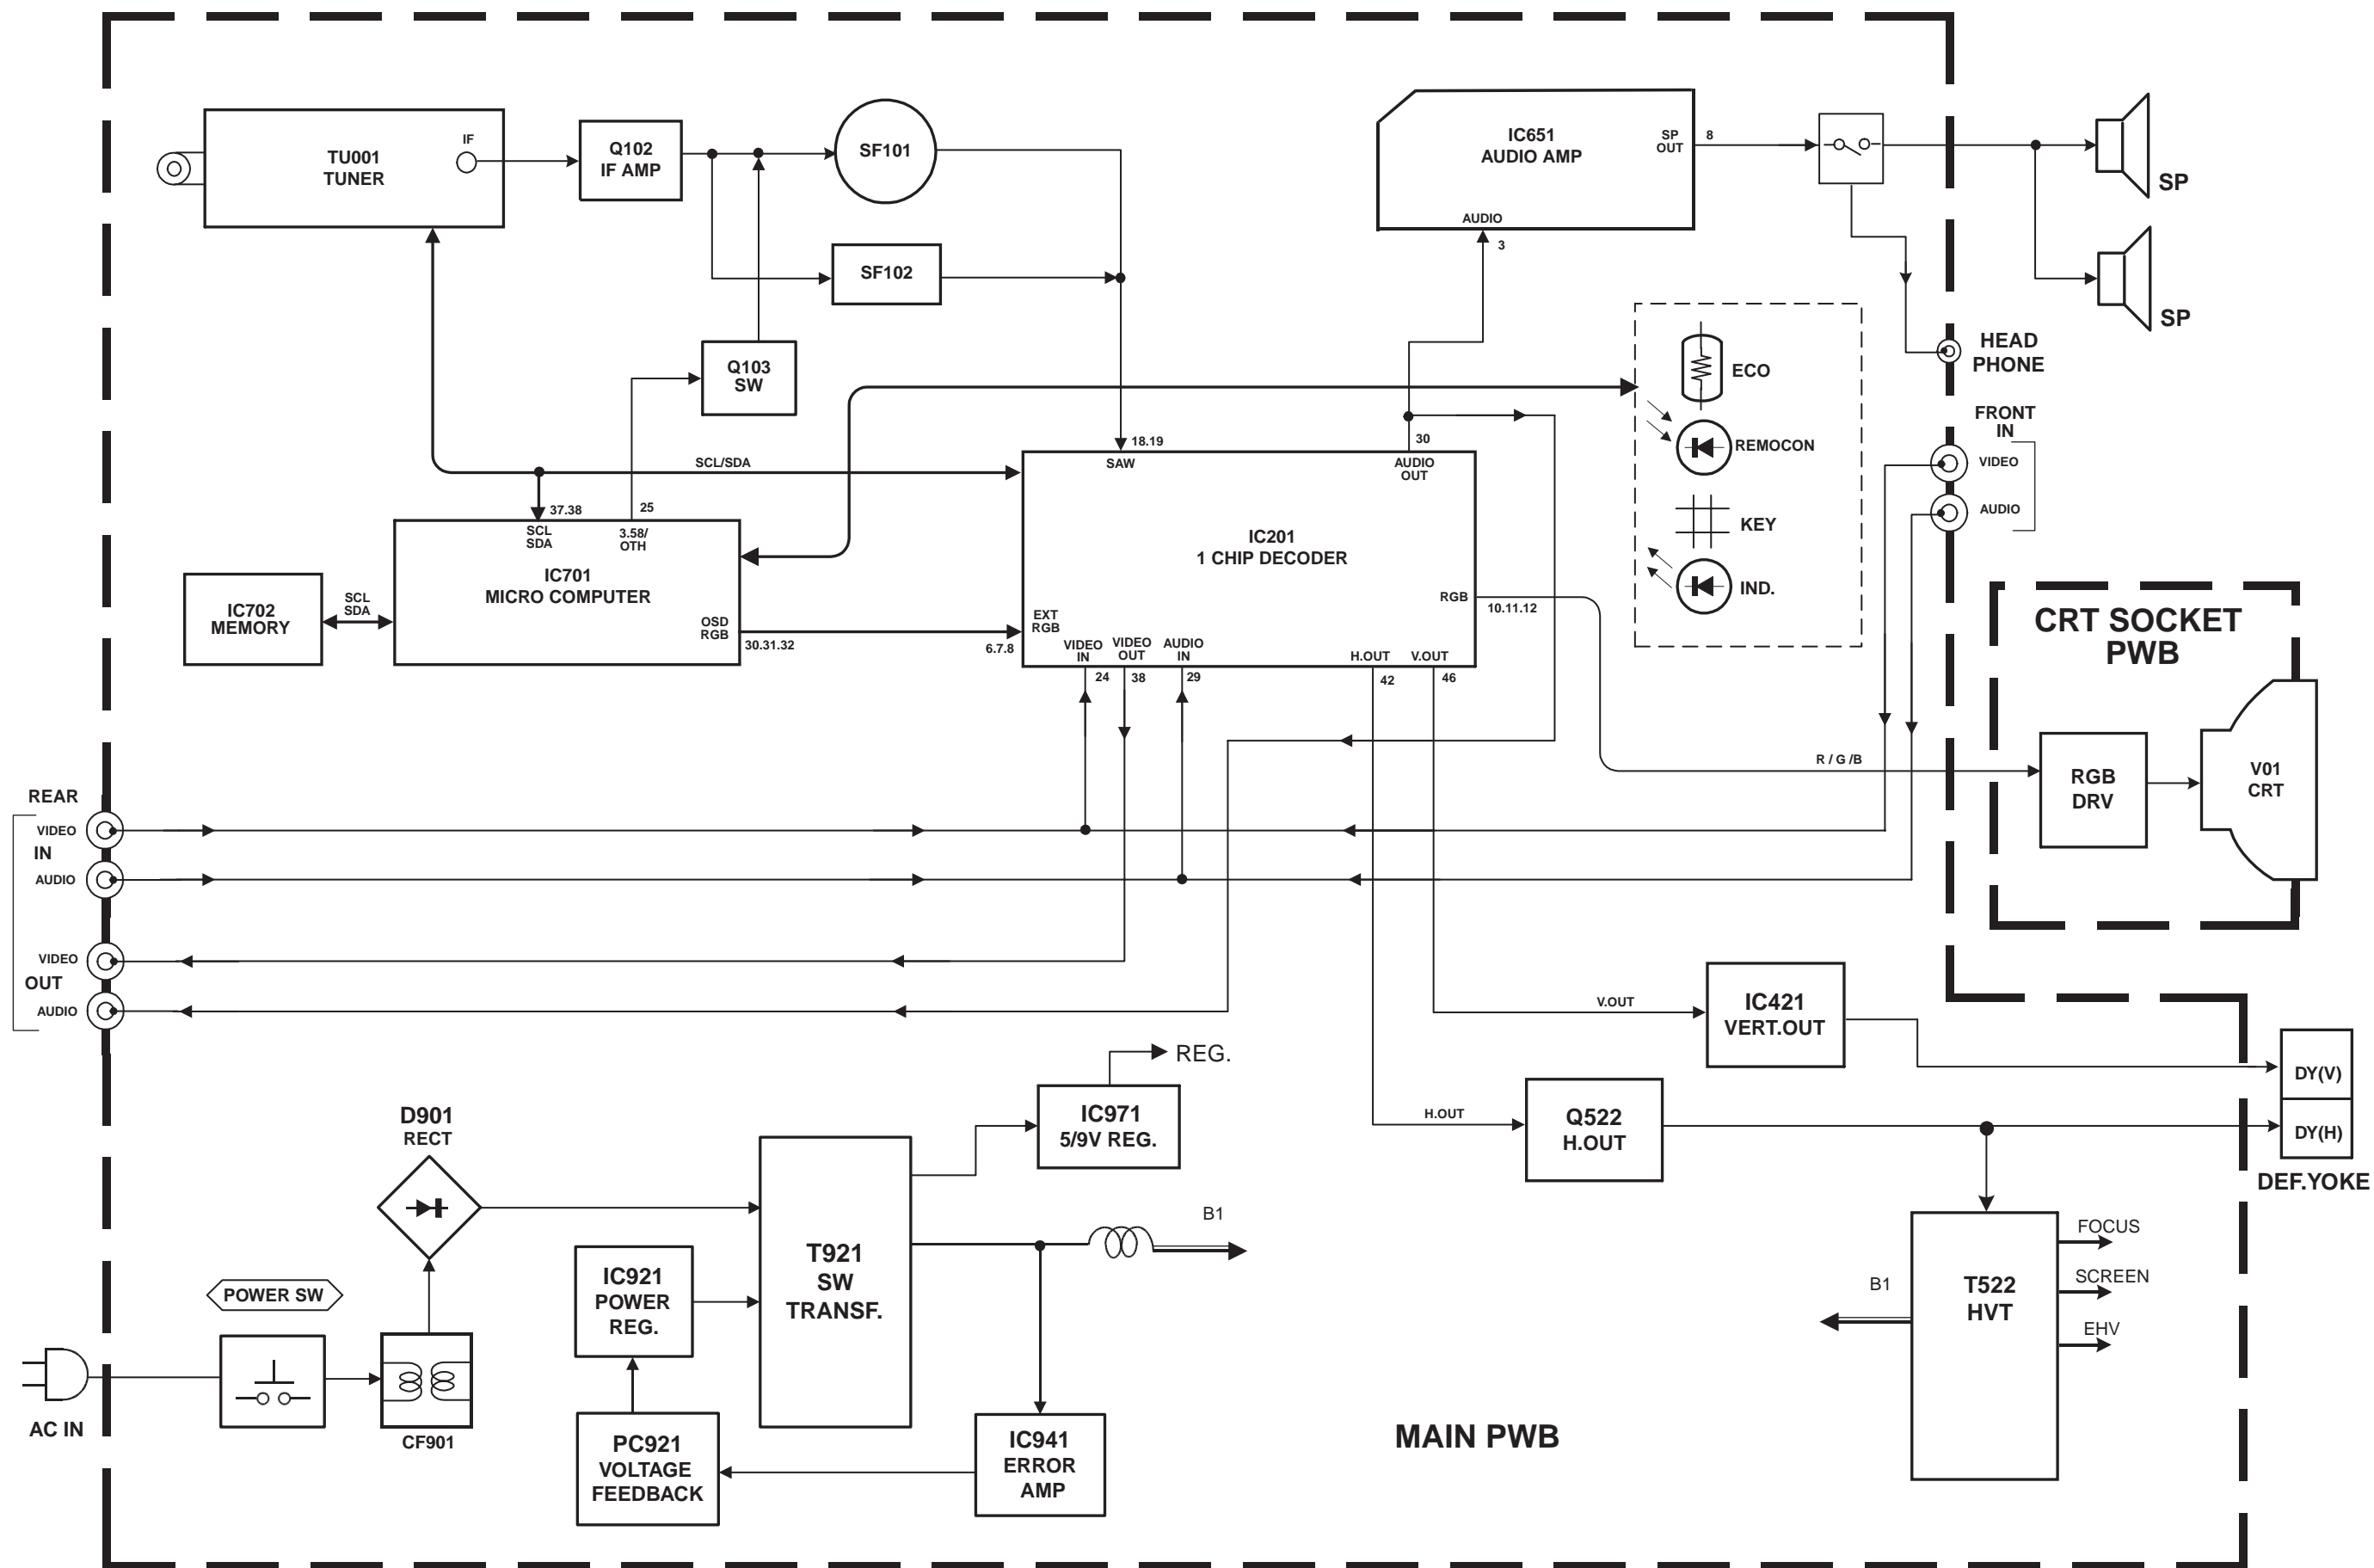 TU001
TUNER
IF
Q102
IF AMP
SF101
SF102
Q103
SW
IC651
AUDIO AMP
SP
OUT
8
AUDIO
3
SP
SP
HEAD
PHONE
FRONT
IN
VIDEO
AUDIO
ECO
REMOCON
KEY
IND.
SCL/SDA
37.38
25
SCL
SDA
3.58/
OTH
IC701
MICRO COMPUTER
OSD
RGB
30.31.32
IC702
MEMORY
SCL
SDA
18.19
SAW
30
AUDIO
OUT
IC201
1 CHIP DECODER
RGB
10.11.12
EXT
RGB
6.7.8
VIDEO
IN
VIDEO
OUT
AUDIO
IN
H.OUT
V.OUT
24
38
29
42
46
CRT SOCKET
PWB
R / G /B
RGB
DRV
V01
CRT
REAR
VIDEO
IN
AUDIO
VIDEO
OUT
AUDIO
V.OUT
IC421
VERT.OUT
H.OUT
Q522
H.OUT
DY(V)
DY(H)
DEF.YOKE
REG.
IC971
5/9V REG.
D901
RECT
T921
SW
TRANSF.
B1
IC921
POWER
REG.
POWER SW
AC IN
CF901
PC921
VOLTAGE
FEEDBACK
IC941
ERROR
AMP
MAIN PWB
B1
T522
HVT
FOCUS
SCREEN
EHV